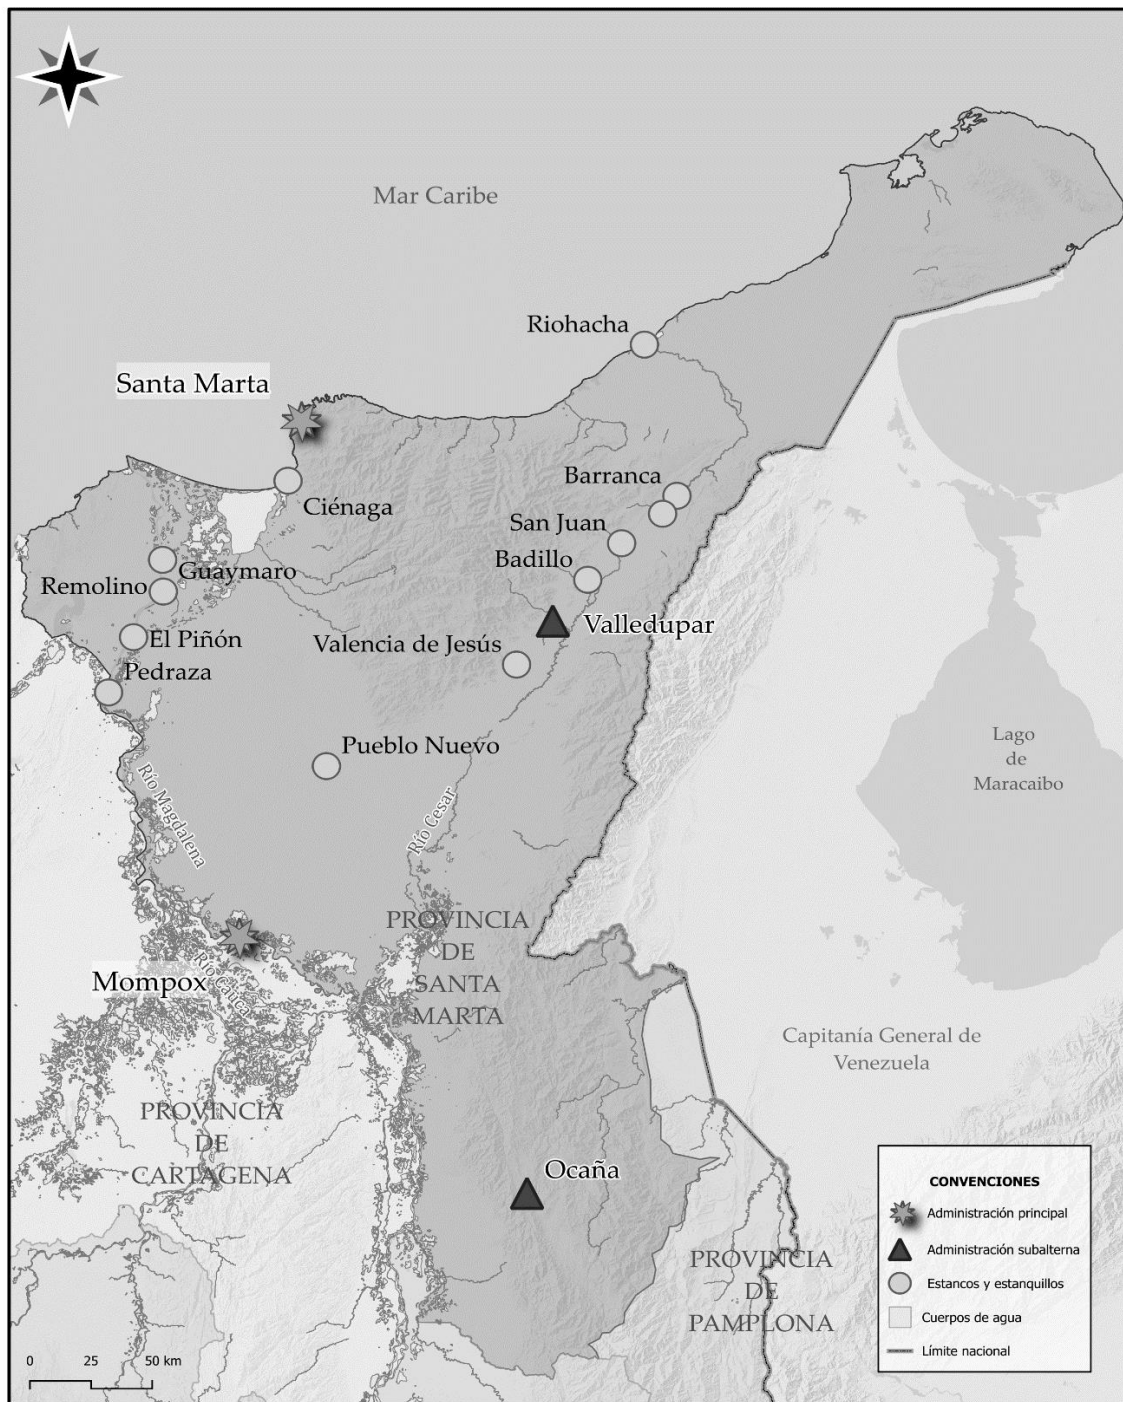 Mar Caribe
Riohacha
Santa Marta
Barranca
Ciénaga
San Juan
Badillo
Guaymaro
Remolino
Valledupar
El Piñón
Valencia de Jesús
Pedraza
Pueblo Nuevo
Lago
de
Maracaibo
Río Magdalena
Río Cesar
PROVINCIA
DE
SANTA
MARTA
Mompox
Río Cauca
Capitanía General de
Venezuela
PROVINCIA
DE
CARTAGENA
Ocaña
PROVINCIA
DE
PAMPLONA
CONVENCIONES
Administración principal
Administración subalterna
Estancos y estanquillos
Cuerpos de agua
Límite nacional
0 25 50 km